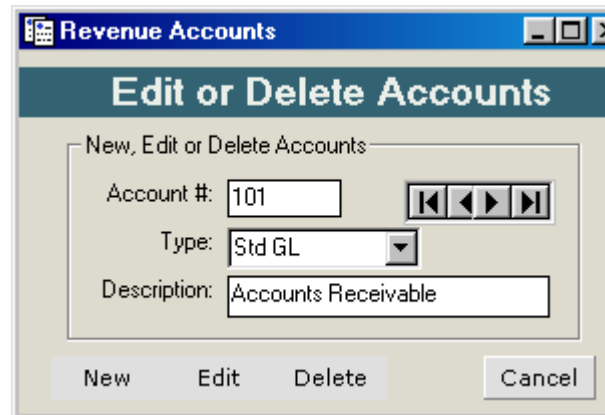 Revenue Accounts
Edit or Delete Accounts
New, Edit or Delete Accounts
Account #: 101
Type: Std GL
Description: Accounts Receivable
New Edit Delete Cancel